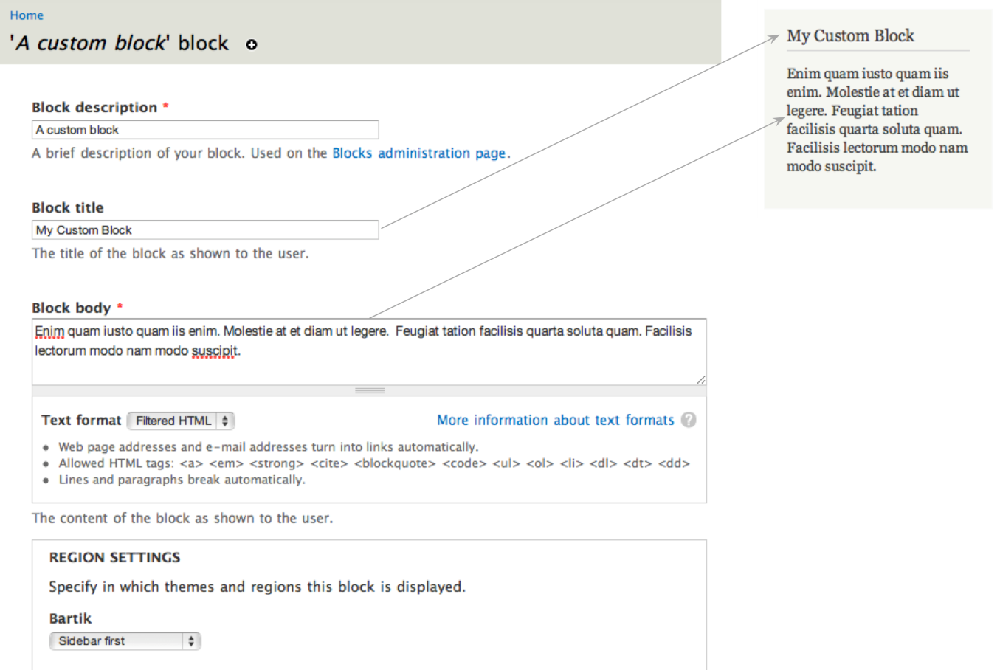 Home
'A custom block' block
Block description *
A custom block
A brief description of your block. Used on the Blocks administration page.
Block title
My Custom Block
The title of the block as shown to the user.
Block body *
Enim quam iusto quam iis enim. Molestie at et diam ut legere.  Feugiat tation facilisis quarta soluta quam. Facilisis
lectorum modo nam modo suscipit.
Text format Filtered HTML More information about text formats ?
• Web page addresses and e-mail addresses turn into links automatically.
• Allowed HTML tags: <a> <em> <strong> <cite> <blockquote> <code> <ul> <ol> <li> <dl> <dt> <dd>
• Lines and paragraphs break automatically.
The content of the block as shown to the user.
REGION SETTINGS
Specify in which themes and regions this block is displayed.
Bartik
Sidebar first
My Custom Block
Enim quam iusto quam iis
enim. Molestie at et diam ut
legere. Feugiat tation
facilisis quarta soluta quam.
Facilisis lectorum modo nam
modo suscipit.